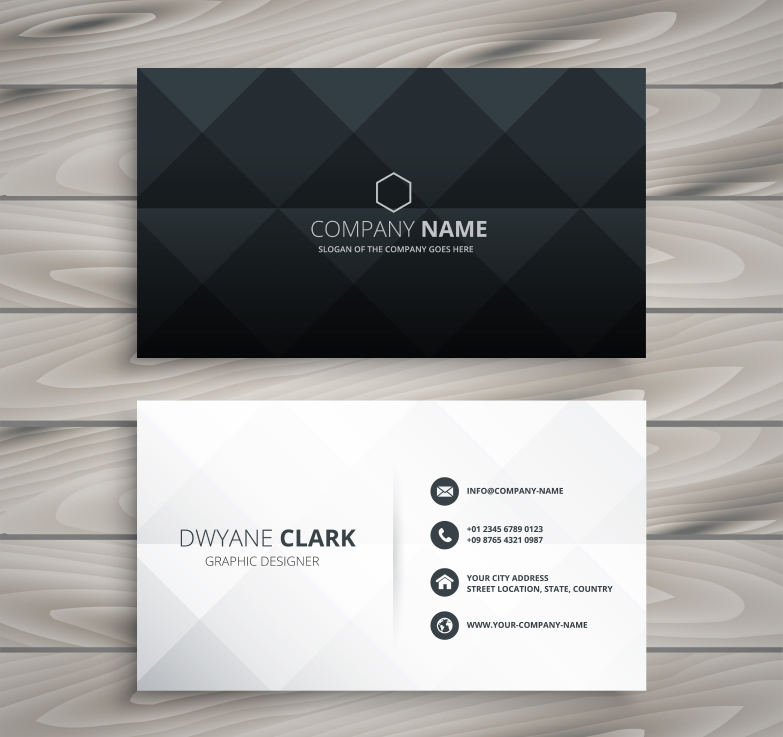 COMPANY NAME
SLOGAN OF THE COMPANY GOES HERE
DWYANE CLARK
GRAPHIC DESIGNER
INFO@COMPANY-NAME
+01 2345 6789 0123
+09 8765 4321 0987
YOUR CITY ADDRESS
STREET LOCATION, STATE, COUNTRY
WWW.YOUR-COMPANY-NAME